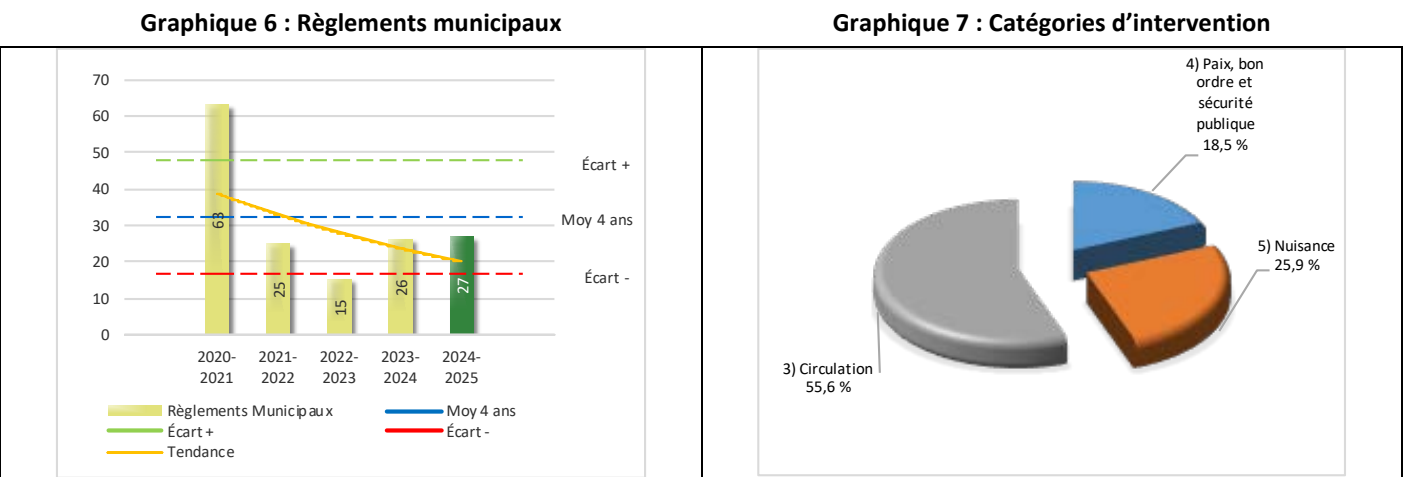 Graphique 6 : Règlements municipaux
70
60
50
40
30
20
10
0
63
25
15
26
27
Écart +
Moy 4 ans
Écart -
2020-
2021
2021-
2022
2022-
2023
2023-
2024
2024-
2025
Règlements Municipaux
Moy 4 ans
Écart +
Écart -
Tendance
Graphique 7 : Catégories d’intervention
4) Paix, bon
ordre et
sécurité
publique
18,5 %
5) Nuisance
25,9 %
3) Circulation
55,6 %